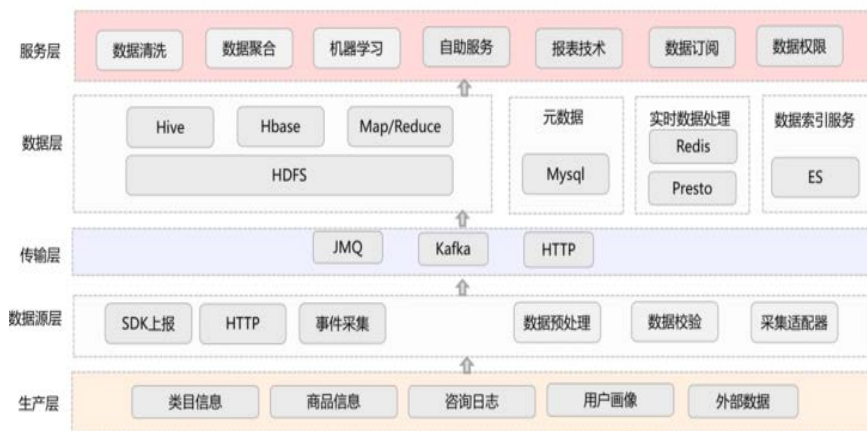 服务层
数据清洗
数据聚合
机器学习
自助服务
报表技术
数据订阅
数据权限
数据层
Hive
Hbase
Map/Reduce
HDFS
元数据
Mysql
实时数据处理
Redis
Presto
数据索引服务
ES
传输层
JMQ
Kafka
HTTP
数据源层
SDK上报
HTTP
事件采集
数据预处理
数据校验
采集适配器
生产层
类目信息
商品信息
咨询日志
用户画像
外部数据